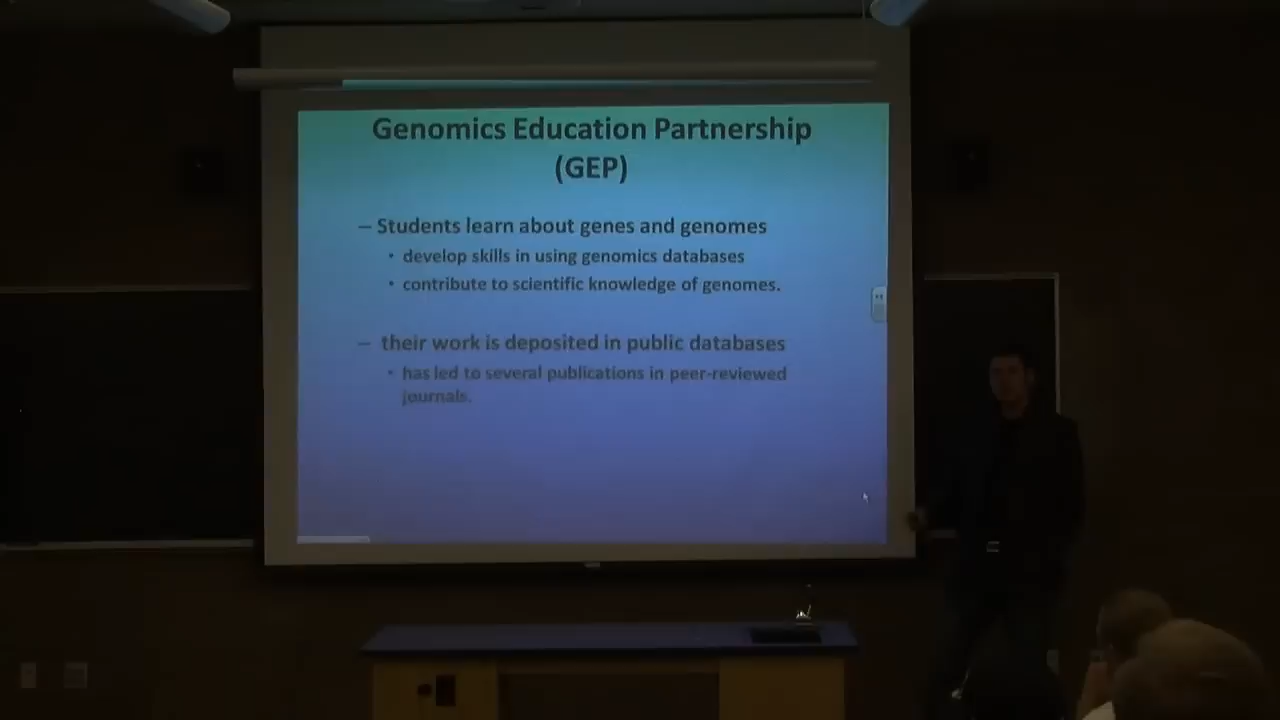 Genomics Education Partnership
(GEP)
– Students learn about genes and genomes
• develop skills in using genomics databases
• contribute to scientific knowledge of genomes.
– their work is deposited in public databases
• has led to several publications in peer-reviewed
journals.